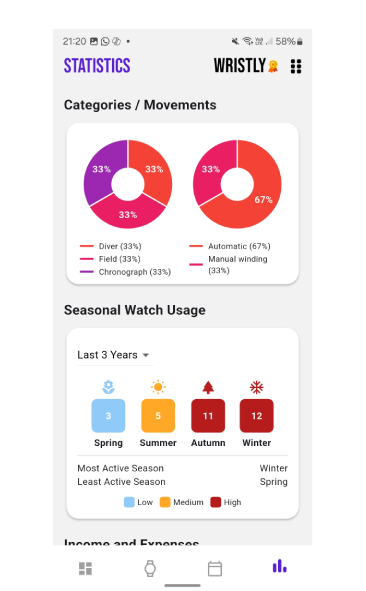 21:20 58%
STATISTICS WRISTLY
Categories / Movements
33% 33% 33%
33% 67%
Diver (33%)
Field (33%)
Chronograph (33%)
Automatic (67%)
Manual winding
(33%)
Seasonal Watch Usage
Last 3 Years
3 5 11 12
Spring Summer Autumn Winter
Most Active Season Winter
Least Active Season Spring
Low Medium High
Income and Expenses